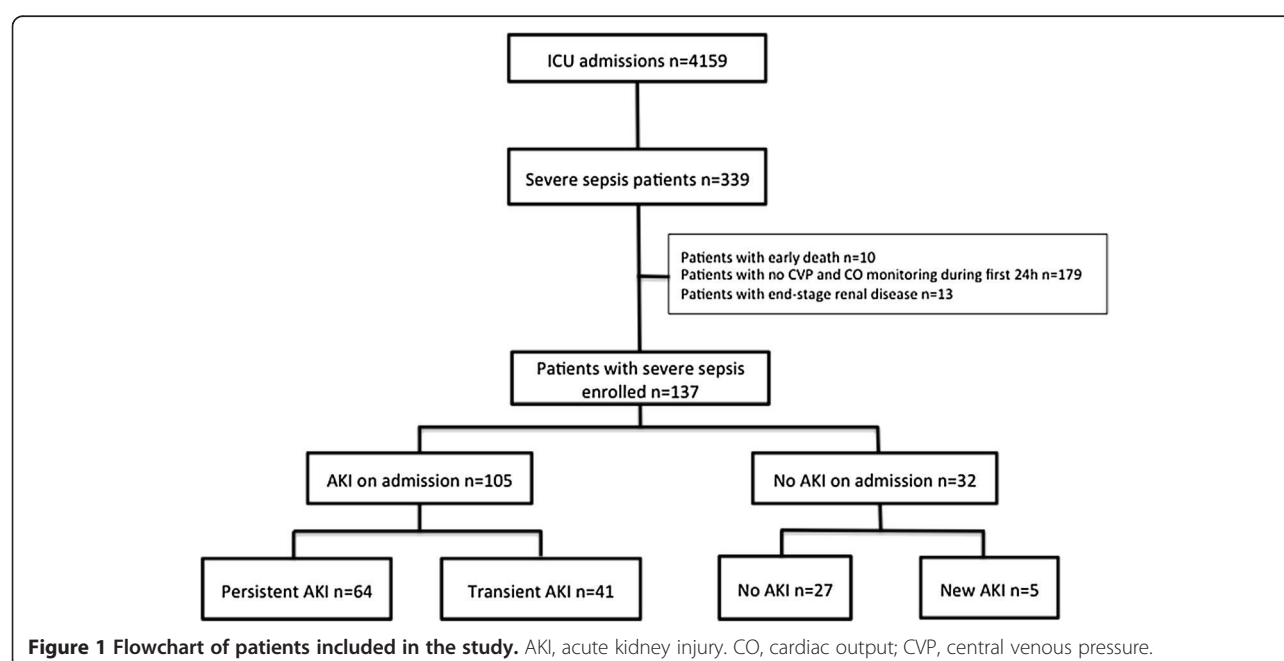 ICU admissions n=4159
Severe sepsis patients n=339
Patients with early death n=10
Patients with no CVP and CO monitoring during first 24h n=179
Patients with end-stage renal disease n=13
Patients with severe sepsis
enrolled n=137
AKI on admission n=105
No AKI on admission n=32
Persistent AKI n=64
Transient AKI n=41
No AKI n=27
New AKI n=5
Figure 1 Flowchart of patients included in the study. AKI, acute kidney injury. CO, cardiac output; CVP, central venous pressure.